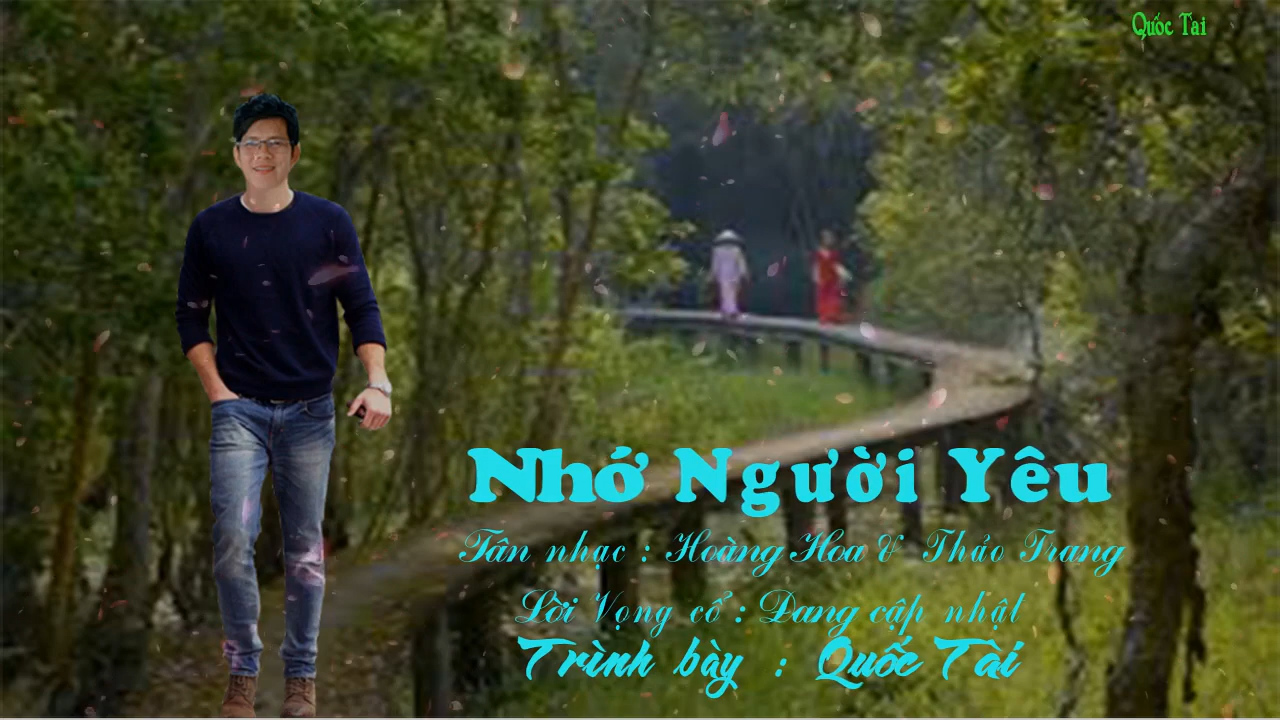 Quốc Tài
Nhớ Người Yêu
Tân nhạc : Hoàng Hoa & Thảo Trang
Lời Vọng cổ : Đang cập nhật
Trình bày : Quốc Tài